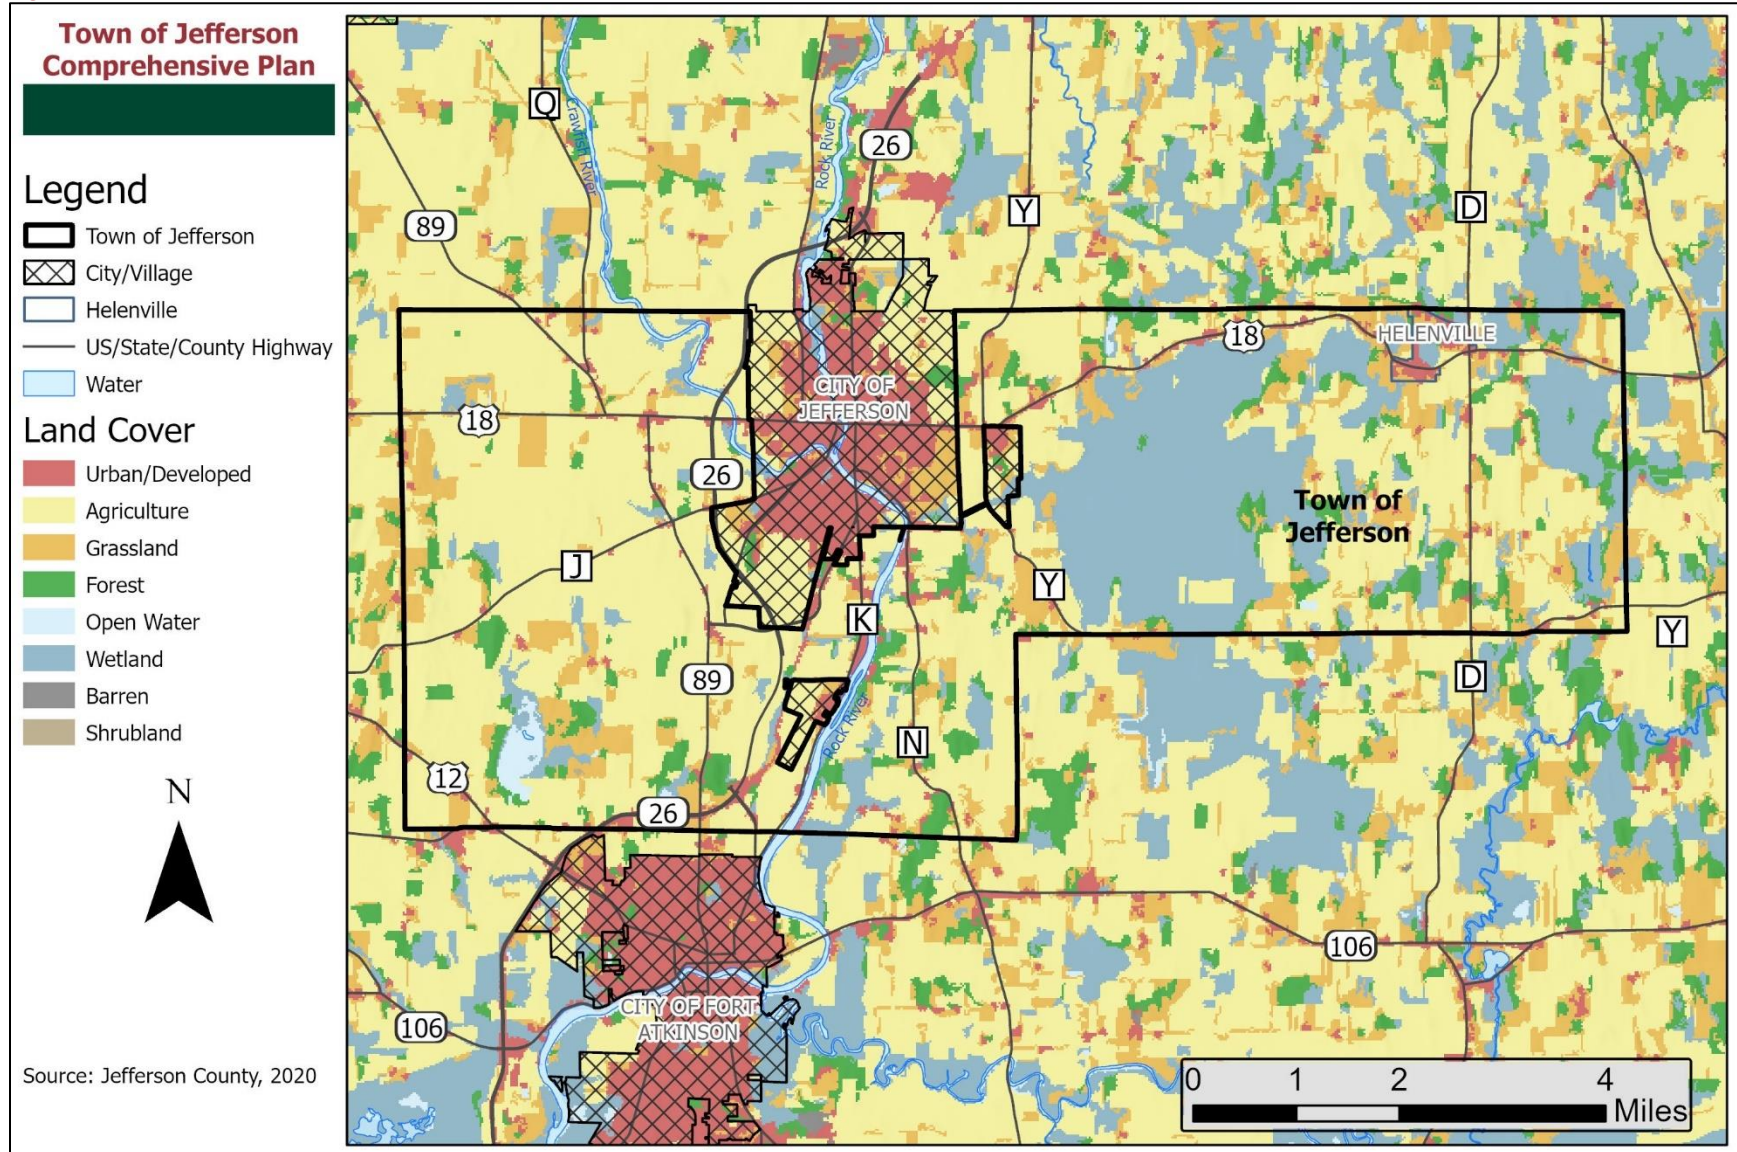 Town of Jefferson
Comprehensive Plan
Legend
Town of Jefferson
City/Village
Helenville
US/State/County Highway
Water
Land Cover
Urban/Developed
Agriculture
Grassland
Forest
Open Water
Wetland
Barren
Shrubland
N
Source: Jefferson County, 2020
Q
Crawfish River
Rock River
26
89
Y
D
18
HELENVILLE
CITY OF
JEFFERSON
18
26
Town of
Jefferson
J
Y
K
Y
89
D
Rock River
N
12
26
106
CITY OF FORT
ATKINSON
106
0 1 2 4
Miles